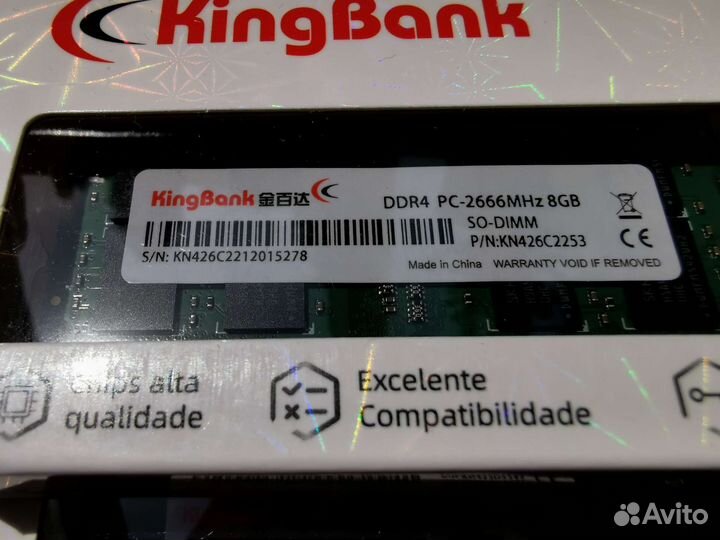 KingBank
KingBank 金百达
DDR4 PC-2666MHz 8GB
SO-DIMM
P/N:KN426C2253
S/N: KN426C2212015278
Made in China WARRANTY VOID IF REMOVED
CE
Chips alta
qualidade
Excelente
Compatibilidade
Avito